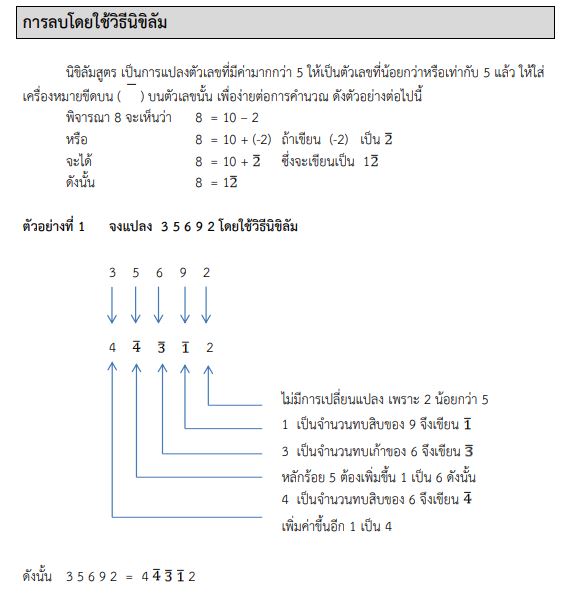 การลบโดยใช้วิธีนิขิลัม
นิขิลัมสูตร เป็นการแปลงตัวเลขที่มีค่ามากกว่า 5 ให้เป็นตัวเลขที่น้อยกว่าหรือเท่ากับ 5 แล้ว ให้ใส่
เครื่องหมายขีดบน ( ¯ ) บนตัวเลขนั้น เพื่อง่ายต่อการคำนวณ ดังตัวอย่างต่อไปนี้
พิจารณา 8 จะเห็นว่า 8 = 10 – 2
หรือ 8 = 10 + (-2) ถ้าเขียน (-2) เป็น 2̅
จะได้ 8 = 10 + 2̅ ซึ่งจะเขียนเป็น 12̅
ดังนั้น 8 = 12̅
ตัวอย่างที่ 1 จงแปลง 3 5 6 9 2 โดยใช้วิธีนิขิลัม
3 5 6 9 2
4 4̅ 3̅ 1̅ 2
ไม่มีการเปลี่ยนแปลง เพราะ 2 น้อยกว่า 5
1 เป็นจำนวนทบสิบของ 9 จึงเขียน 1̅
3 เป็นจำนวนทบเก้าของ 6 จึงเขียน 3̅
หลักร้อย 5 ต้องเพิ่มขึ้น 1 เป็น 6 ดังนั้น
4 เป็นจำนวนทบสิบของ 6 จึงเขียน 4̅
เพิ่มค่าขึ้นอีก 1 เป็น 4
ดังนั้น 3 5 6 9 2 = 4 4̅ 3̅ 1̅ 2